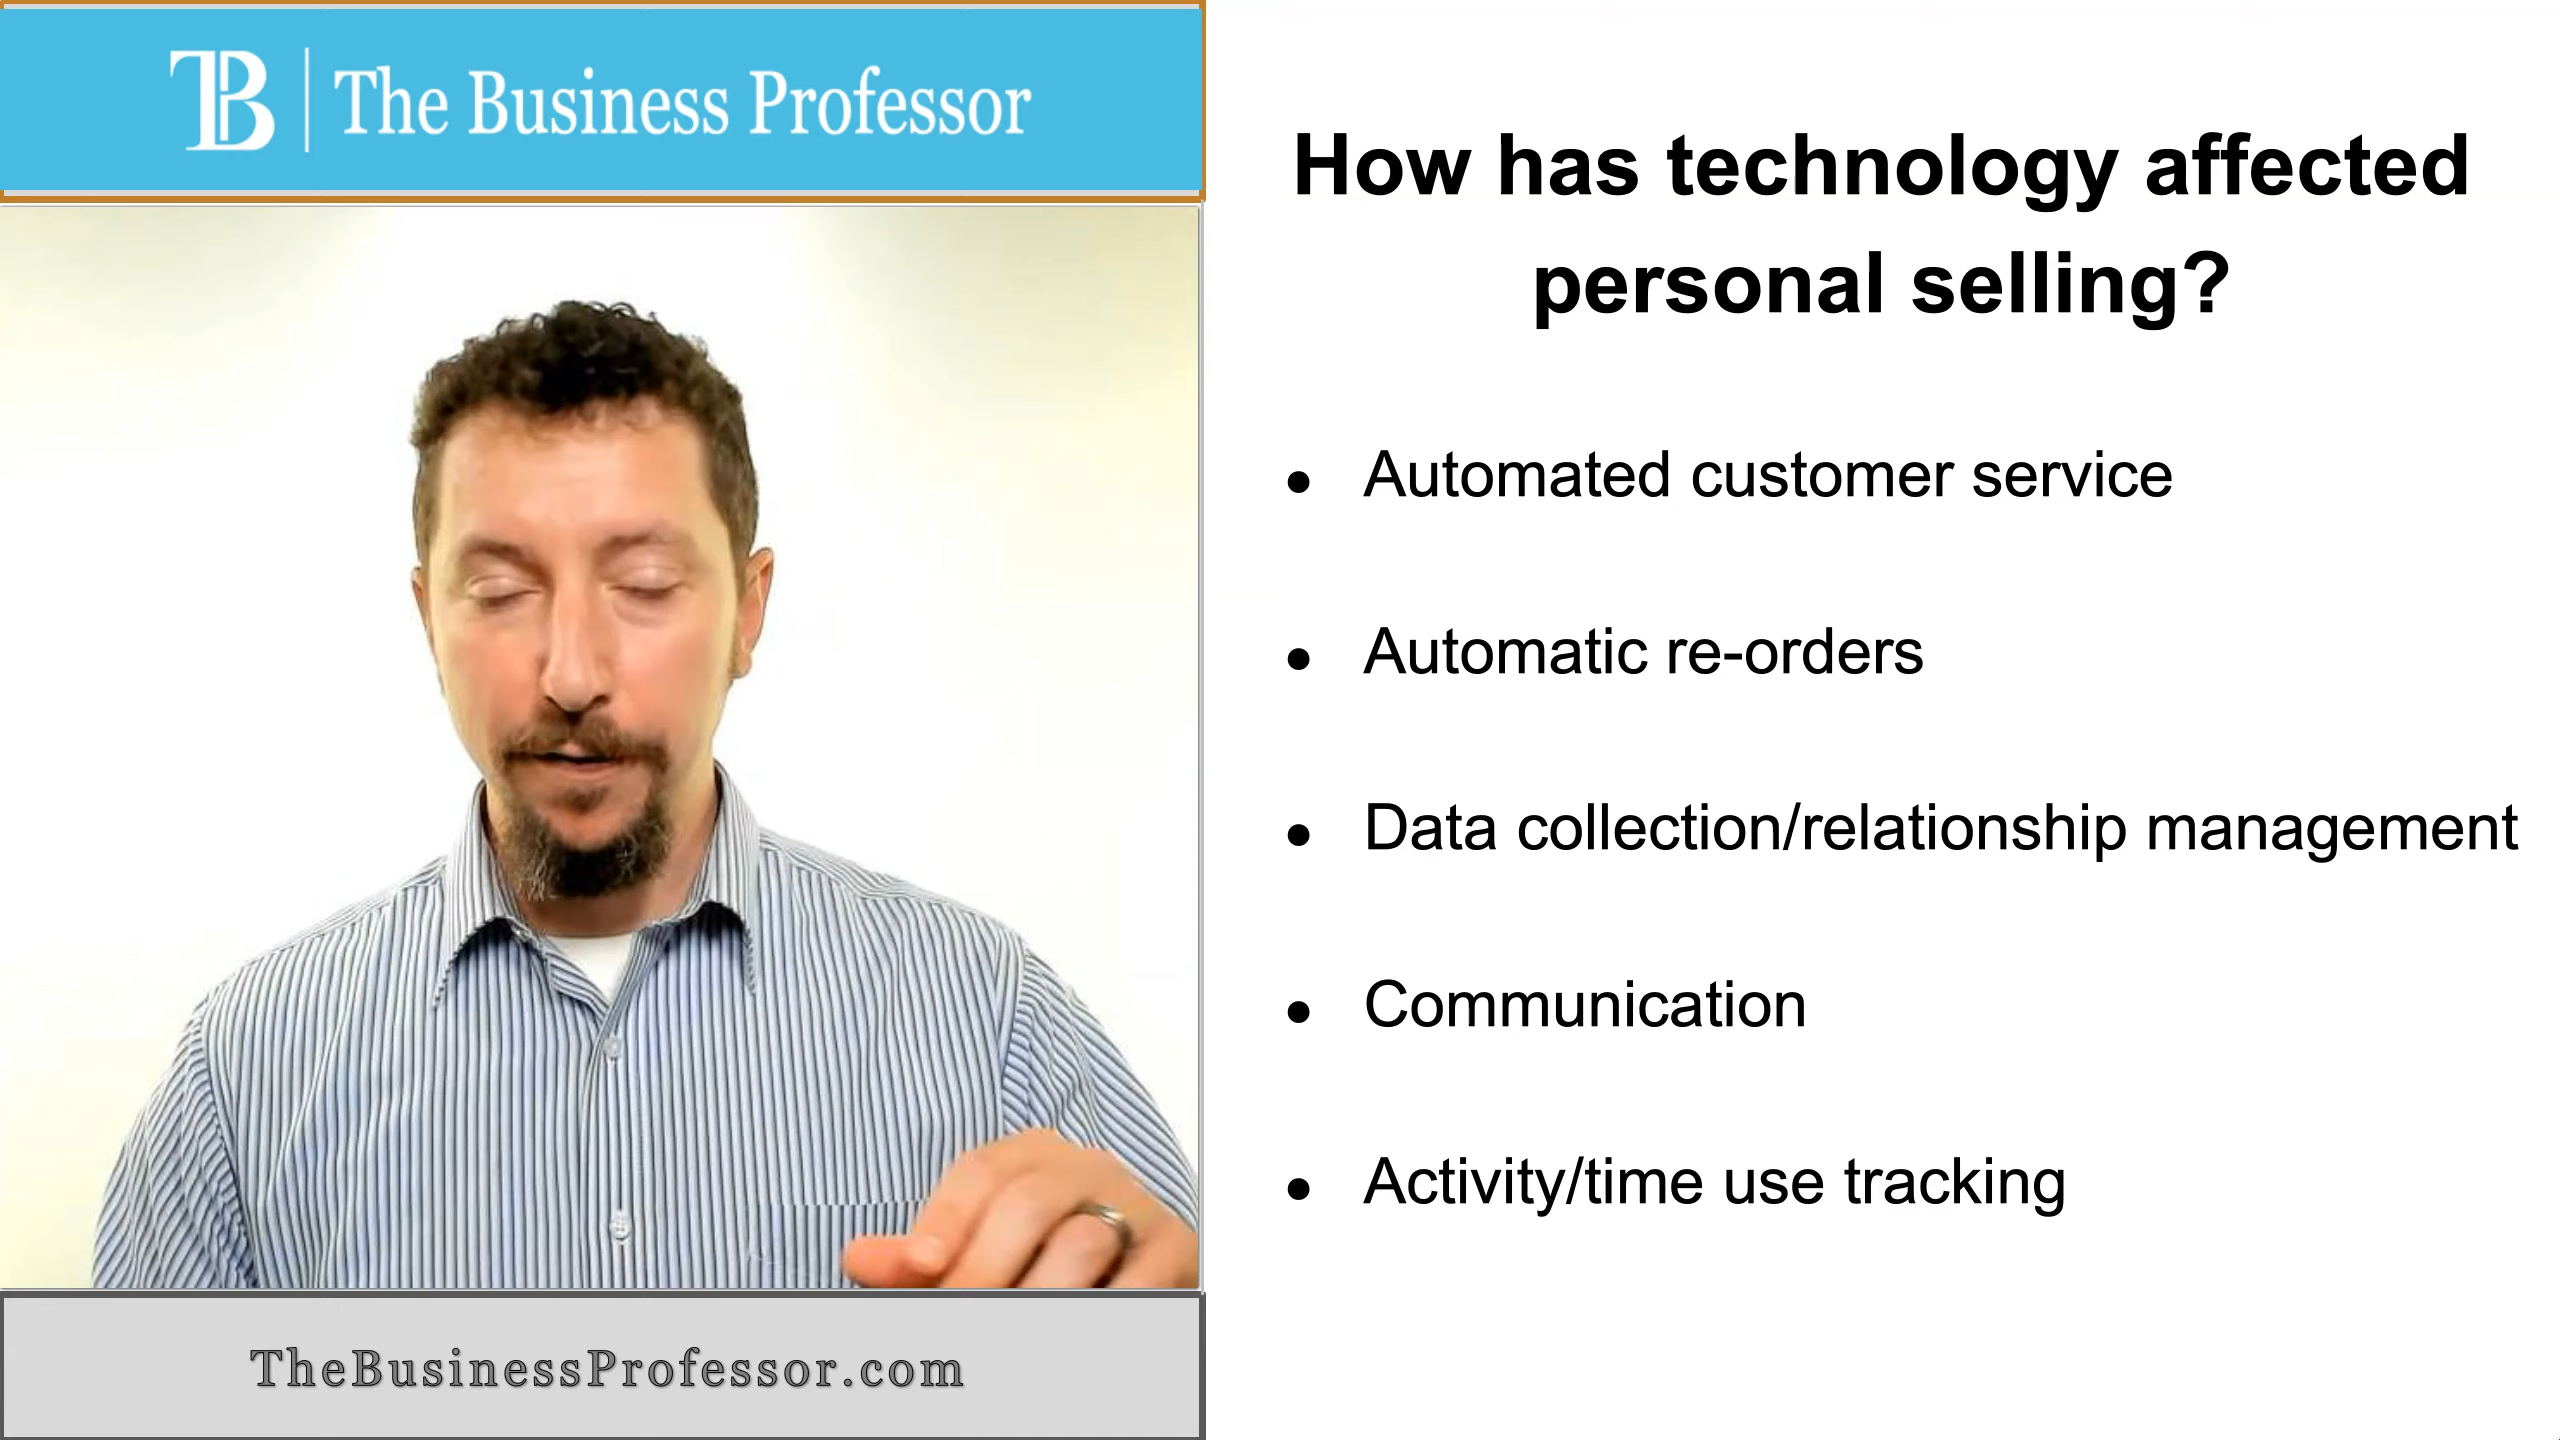 TB
The Business Professor
How has technology affected
personal selling?
● Automated customer service
● Automatic re-orders
● Data collection/relationship management
● Communication
● Activity/time use tracking
TheBusinessProfessor.com